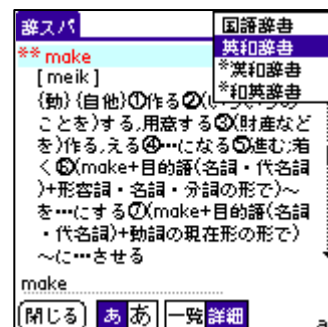 辞スパ
国語辞書
英和辞書
*漢和辞書
*和英辞書
** make
[meik]
{動}{自他}①作る②(
ことを)する,用意する③(財産など
を)作る,える④…になる⑤進む;着
く⑥(make+目的語(名詞・代名詞
)+形容詞・名詞・分詞の形で)～
を…にする⑦(make+目的語(名詞
・代名詞)+動詞の現在形の形で)
～に…させる
make
閉じる あ あ 一覧 詳細
a